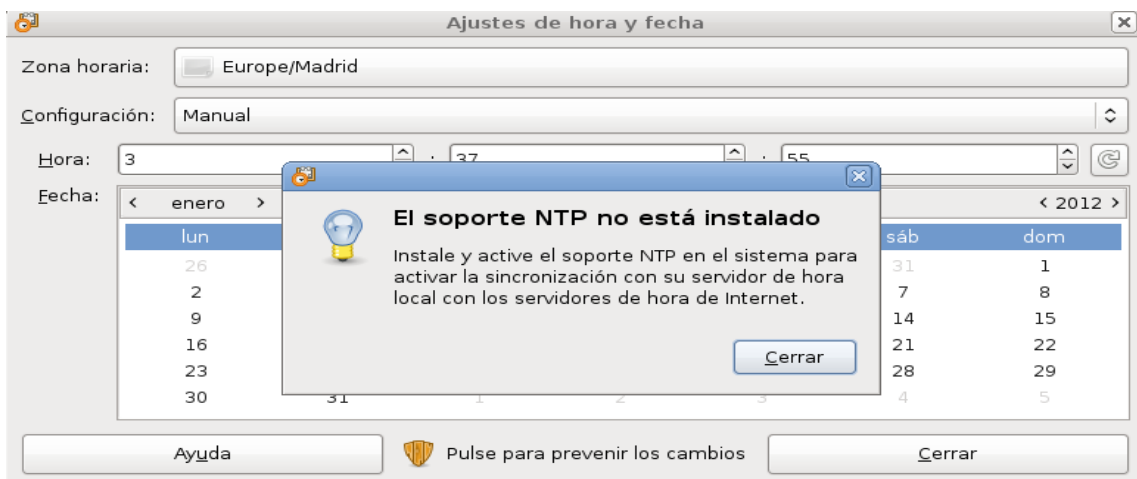 Ajustes de hora y fecha
Zona horaria: Europe/Madrid
Configuración: Manual
Hora: 3 : 37 : 55
Fecha: < enero > < 2012 >
lun sáb dom
26 31 1
2 7 8
9 14 15
16 21 22
23 28 29
30 31 1 2 3 4 5
El soporte NTP no está instalado
Instale y active el soporte NTP en el sistema para
activar la sincronización con su servidor de hora
local con los servidores de hora de Internet.
Cerrar
Ayuda Pulse para prevenir los cambios Cerrar